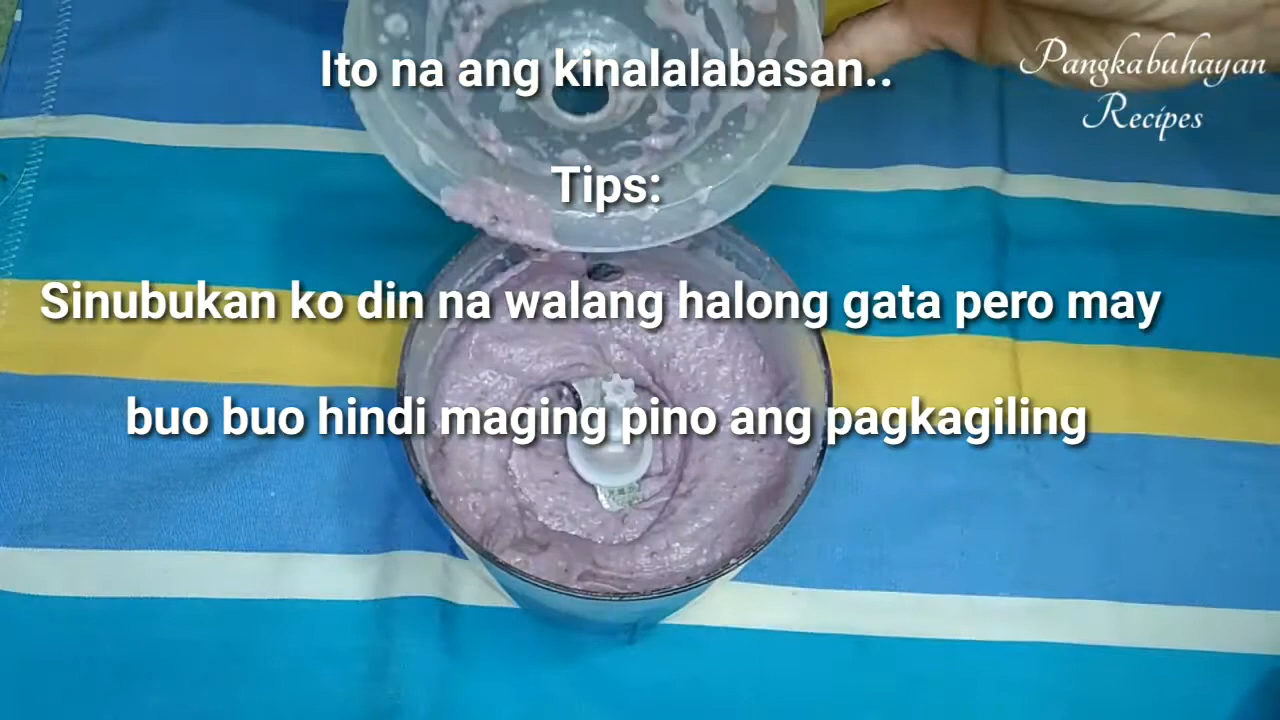 Ito na ang kinalalabasan..
Pangkabuhayan
Recipes
Tips:
Sinubukan ko din na walang halong gata pero may
buo buo hindi maging pino ang pagkagiling